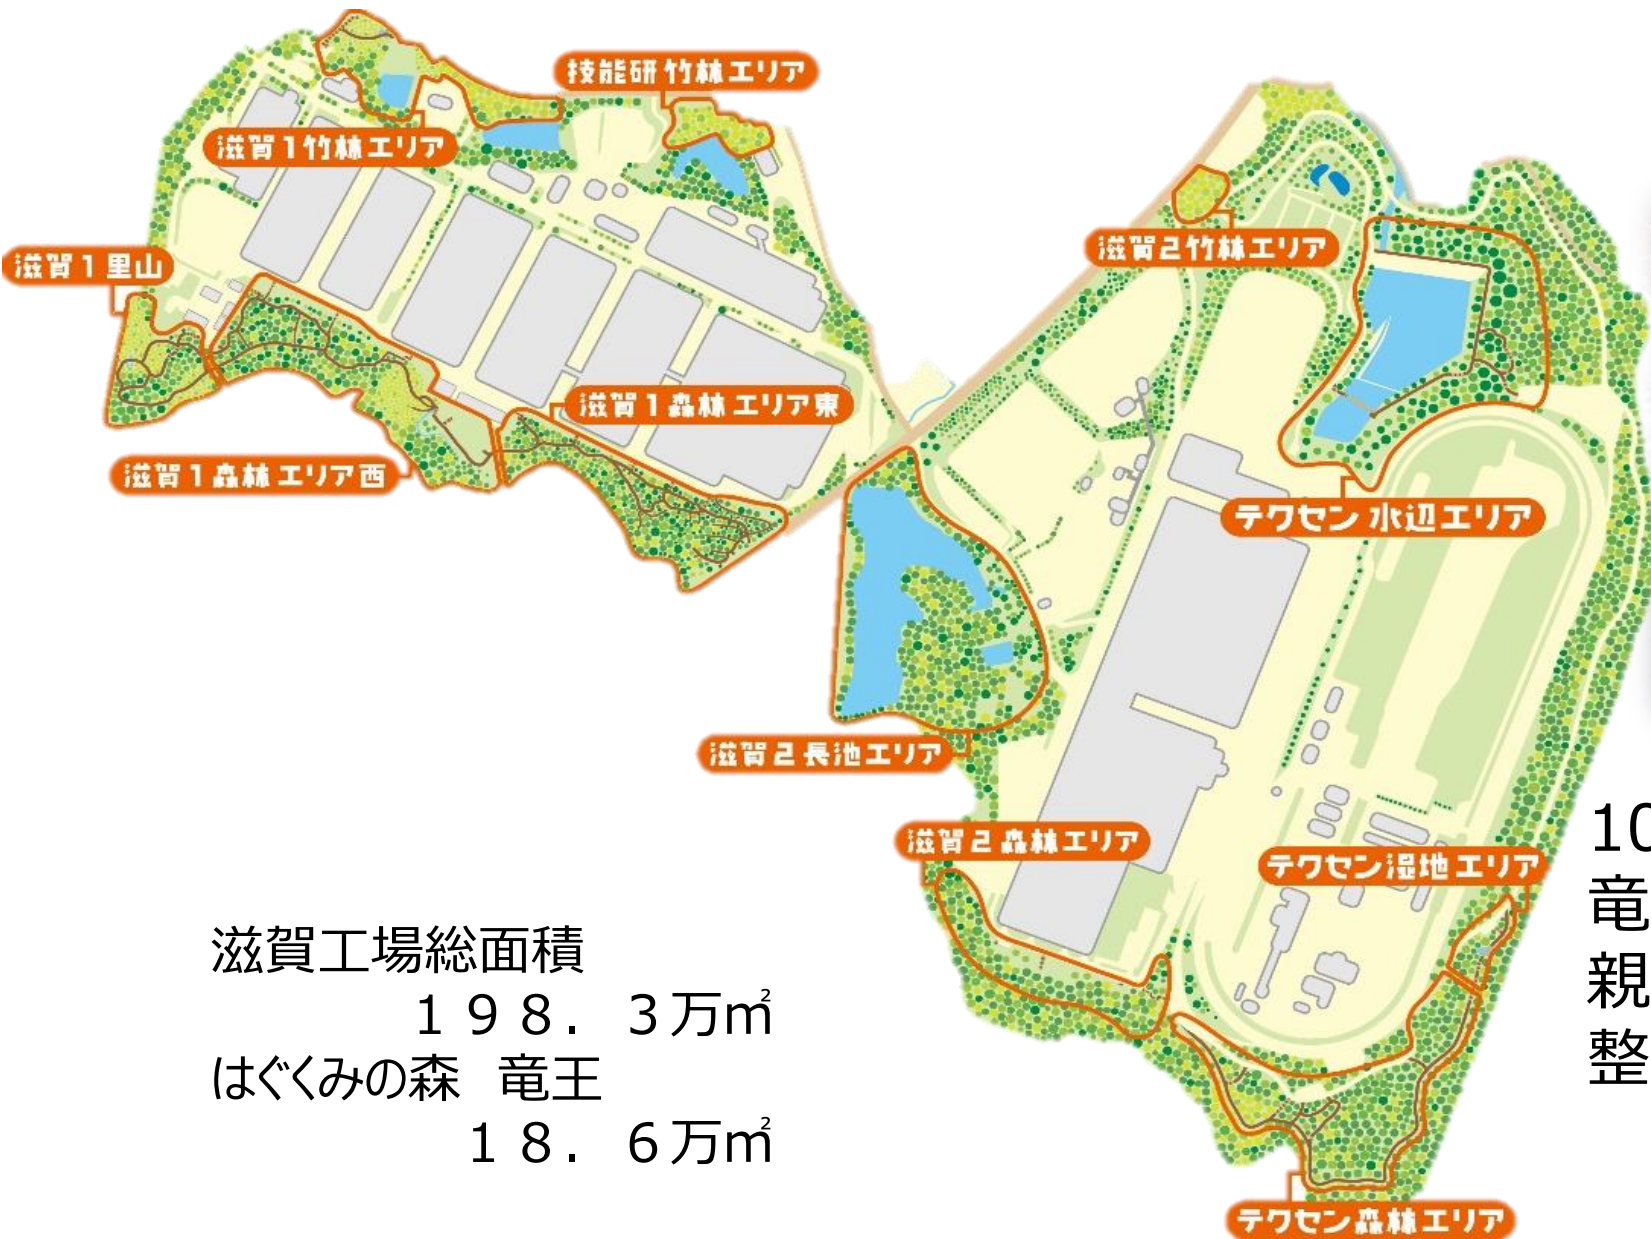 技能研竹林エリア
滋賀1竹林エリア
滋賀2竹林エリア
滋賀1里山
滋賀1森林エリア東
滋賀1森林エリア西
テクセン水辺エリア
滋賀2長池エリア
滋賀2森林エリア
テクセン湿地エリア
テクセン森林エリア
滋賀工場総面積
198.3万㎡
はぐくみの森 竜王
18.6万㎡
10
竜
親
整